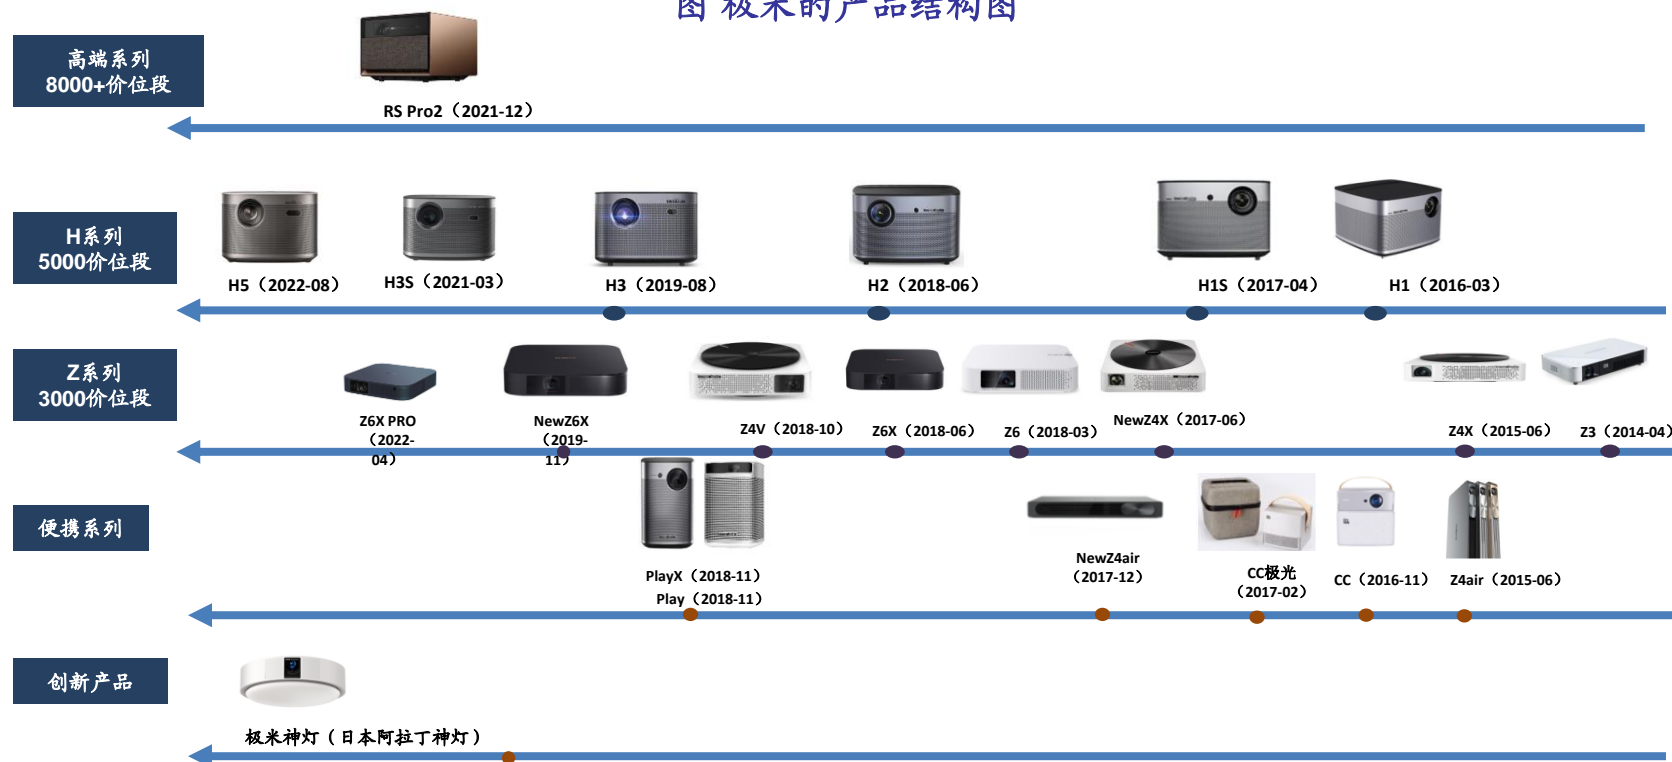 图 极米的产品结构图
高端系列
8000+价位段
RS Pro2（2021-12）
H系列
5000价位段
H5（2022-08）
H3S（2021-03）
H3（2019-08）
H2（2018-06）
H1S（2017-04）
H1（2016-03）
Z系列
3000价位段
Z6X PRO
（2022-
04）
NewZ6X
（2019-
11）
Z4V（2018-10）
Z6X（2018-06）
Z6（2018-03）
NewZ4X（2017-06）
Z4X（2015-06）
Z3（2014-04）
便携系列
PlayX（2018-11）
Play（2018-11）
NewZ4air
（2017-12）
CC极光
（2017-02）
CC（2016-11）
Z4air（2015-06）
创新产品
极米神灯（日本阿拉丁神灯）